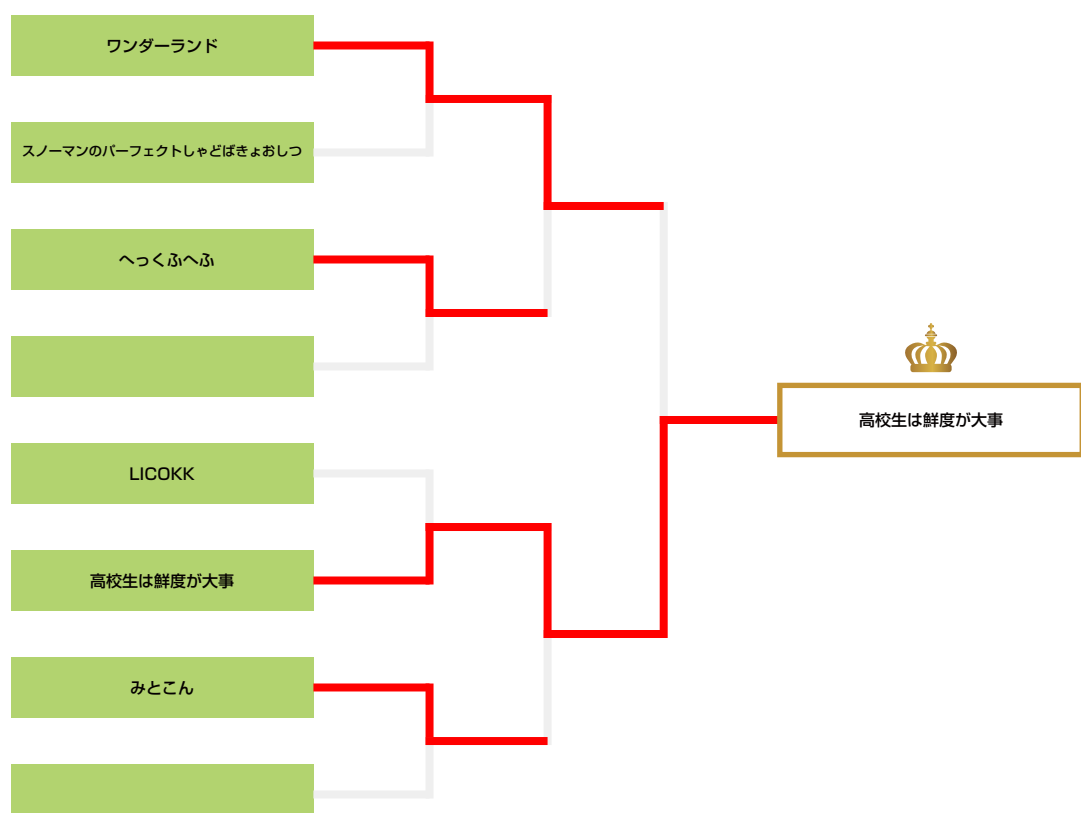 ワンダーランド
スノーマンのパーフェクトしゃどばきょおしつ
へっくふへふ
LICOKK
高校生は鮮度が大事
みとこん
高校生は鮮度が大事